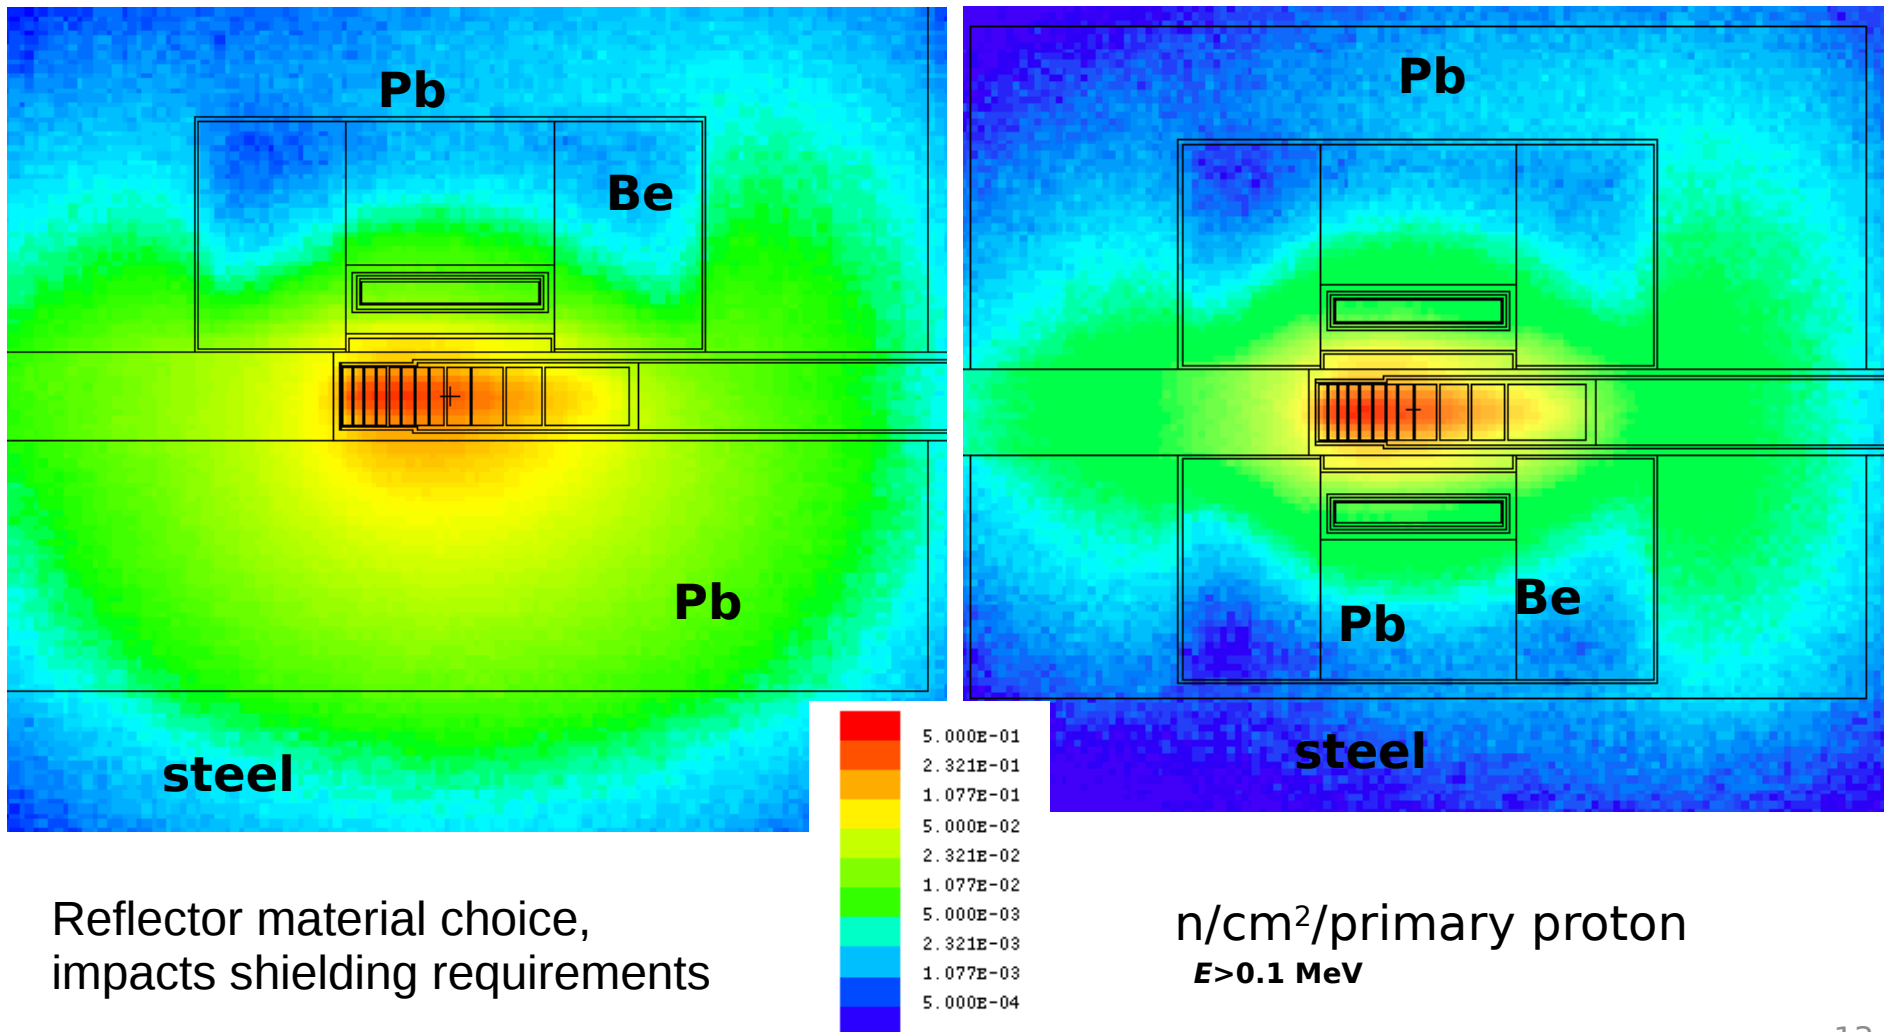 Pb
Be
Pb
steel
Pb
Pb
Be
steel
5.000E-01
2.321E-01
1.077E-01
5.000E-02
2.321E-02
1.077E-02
5.000E-03
2.321E-03
1.077E-03
5.000E-04
Reflector material choice,
impacts shielding requirements
n/cm²/primary proton
E>0.1 MeV